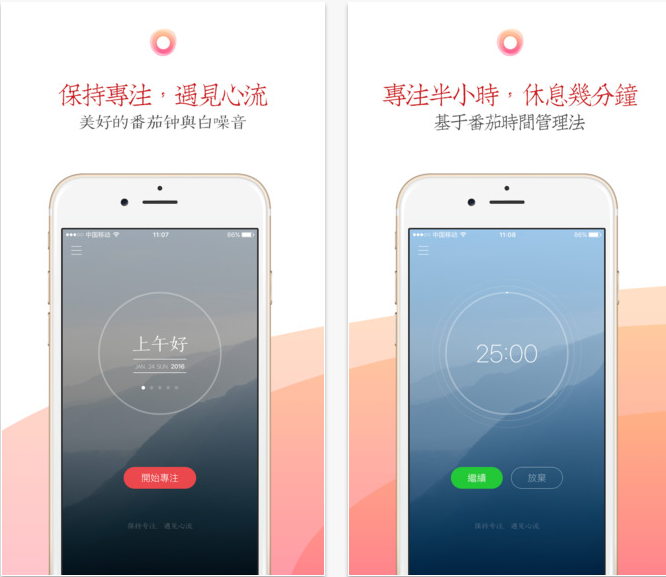 保持專注，遇見心流
美好的番茄钟與白噪音
中国移动 11:07 66%
上午好
JAN. 24 SUN 2016
開始專注
保持专注 遇见心流
專注半小時，休息幾分鐘
基于番茄時間管理法
中国移动 11:08 66%
25:00
繼續 放棄
保持专注 遇见心流